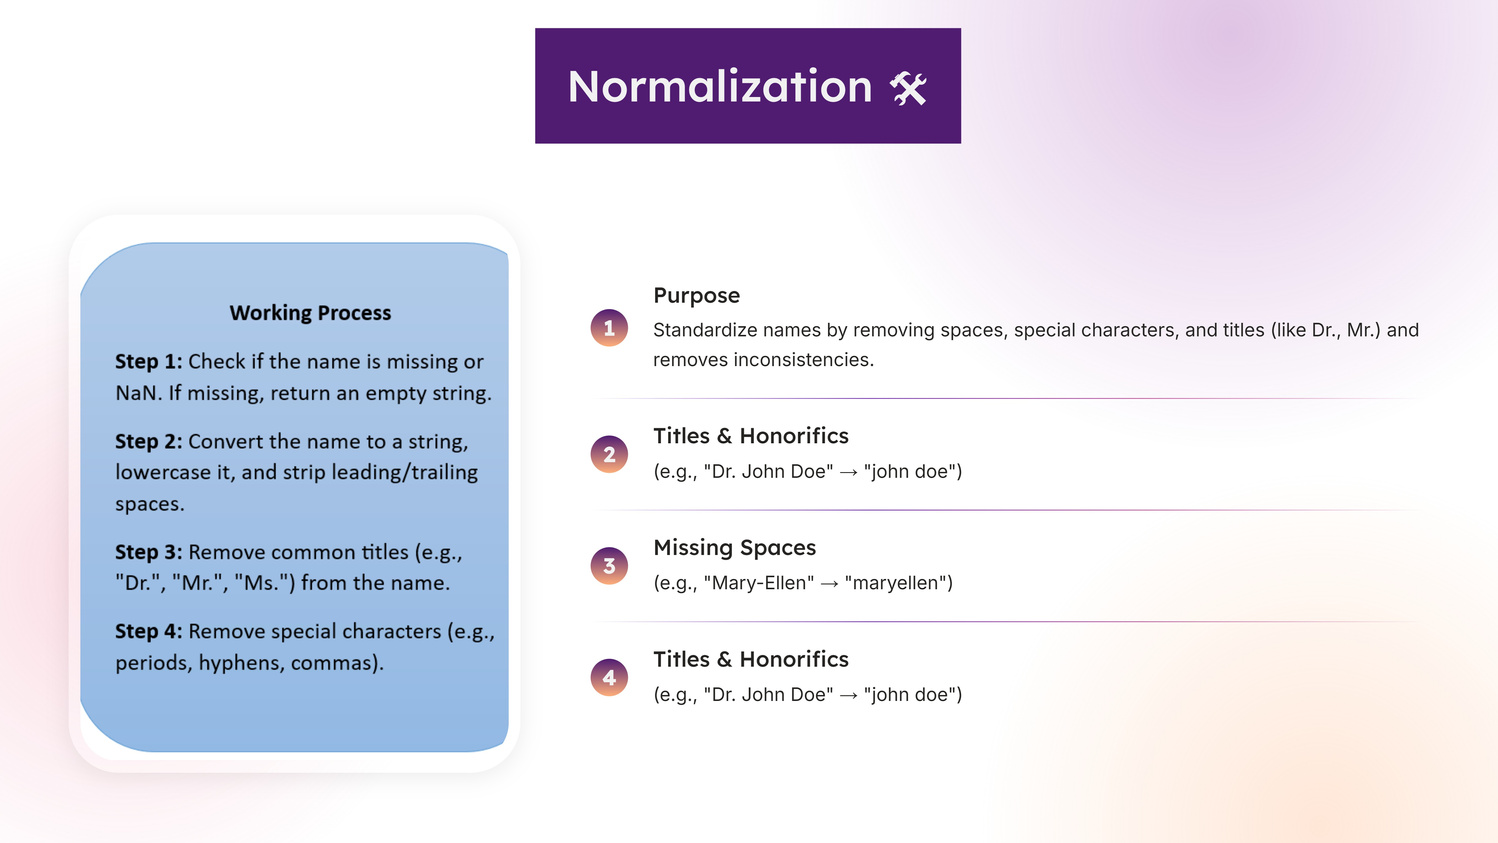 Normalization 🛠
Working Process
Step 1: Check if the name is missing or
NaN. If missing, return an empty string.
Step 2: Convert the name to a string,
lowercase it, and strip leading/trailing
spaces.
Step 3: Remove common titles (e.g.,
"Dr.", "Mr.", "Ms.") from the name.
Step 4: Remove special characters (e.g.,
periods, hyphens, commas).
1
Purpose
Standardize names by removing spaces, special characters, and titles (like Dr., Mr.) and
removes inconsistencies.
2
Titles & Honorifics
(e.g., "Dr. John Doe" → "john doe")
3
Missing Spaces
(e.g., "Mary-Ellen" → "maryellen")
4
Titles & Honorifics
(e.g., "Dr. John Doe" → "john doe")